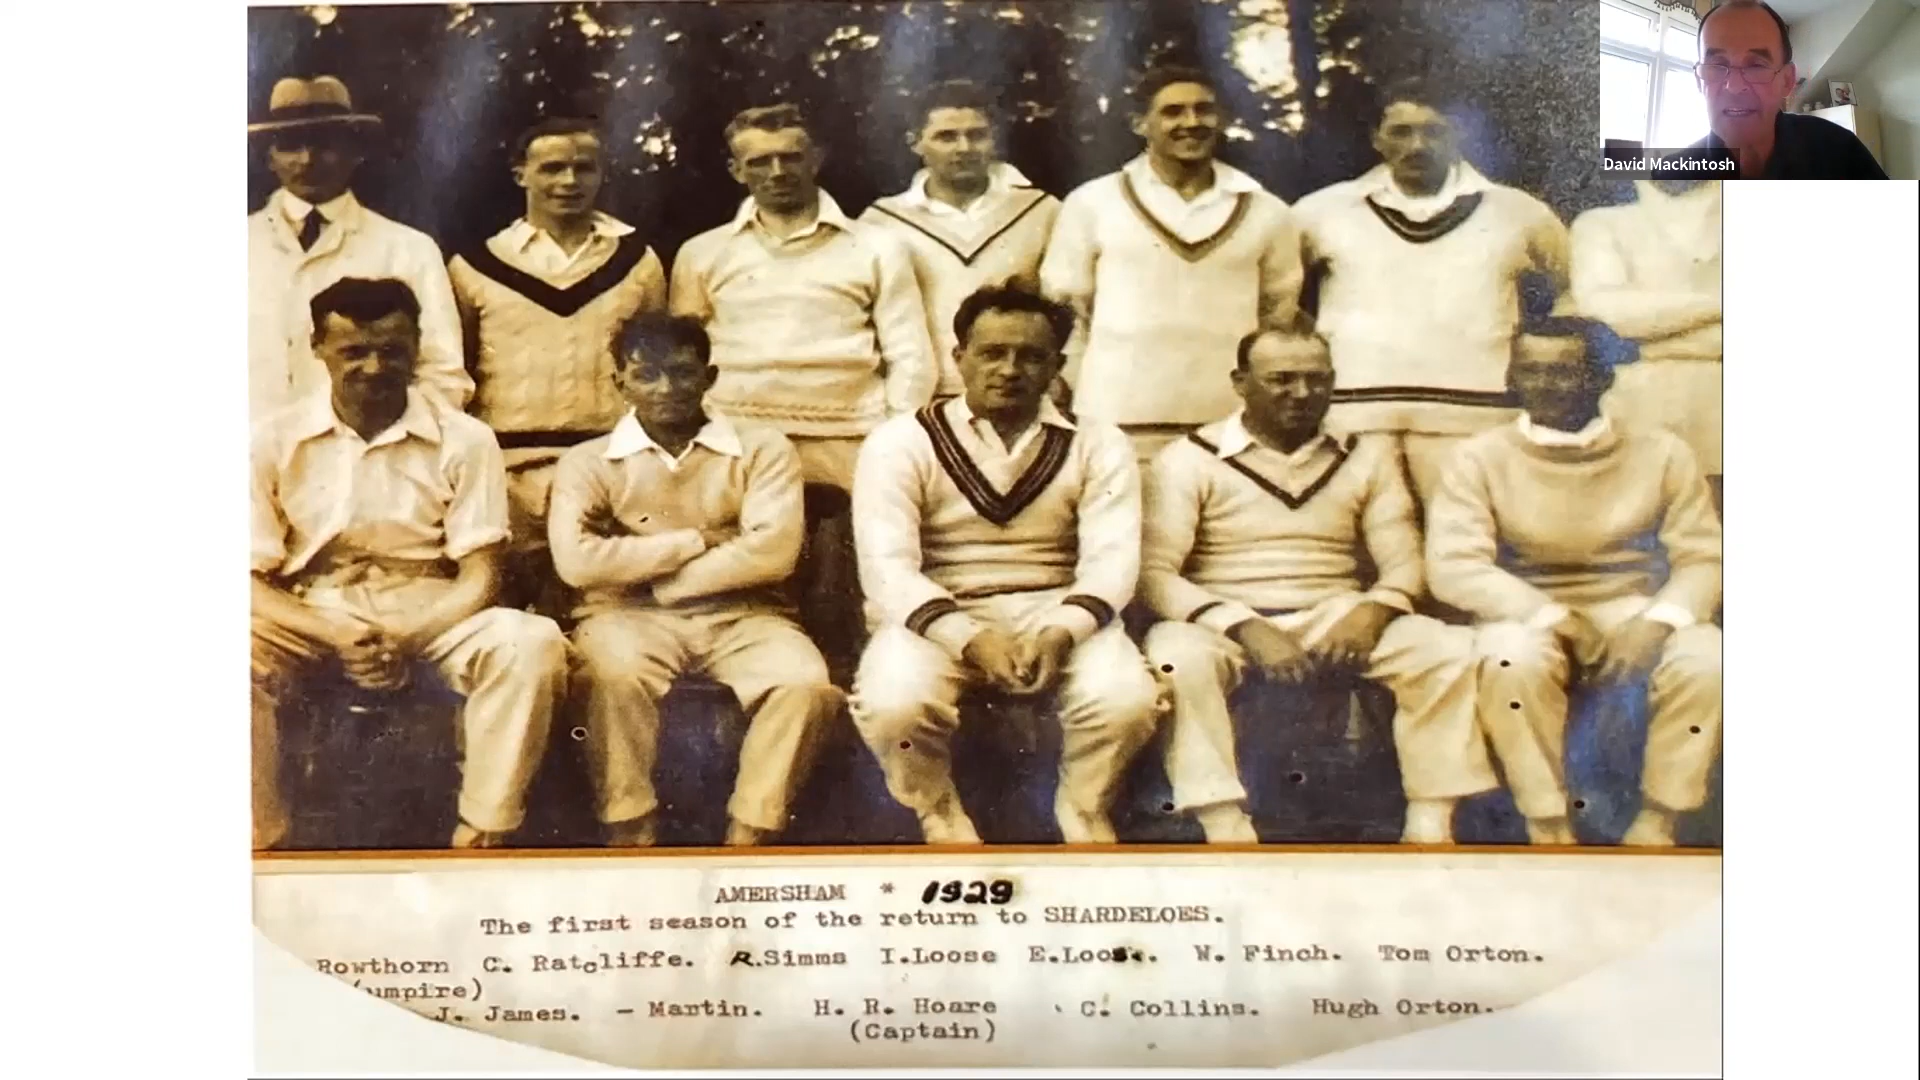 David Mackintosh
AMERSHAM * 1929
The first season of the return to SHARDELOES.
Rowthorn C. Ratcliffe. R.Simms I.Loose E.Loose. W. Finch. Tom Orton.
(umpire)
J. James. - Martin. H. R. Hoare C. Collins. Hugh Orton.
(Captain)